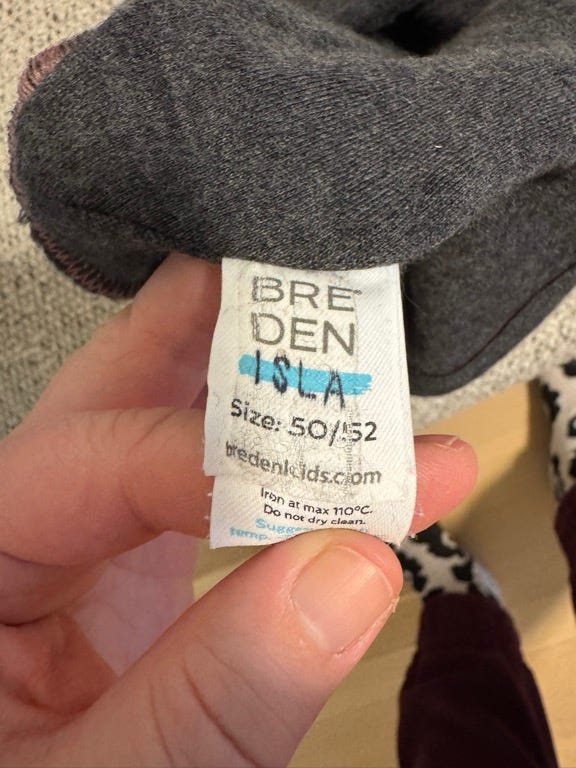 BRE
DEN
ISLA
Size: 50/52
bredenkids.com
Iron at max 110°C.
Do not dry clean.